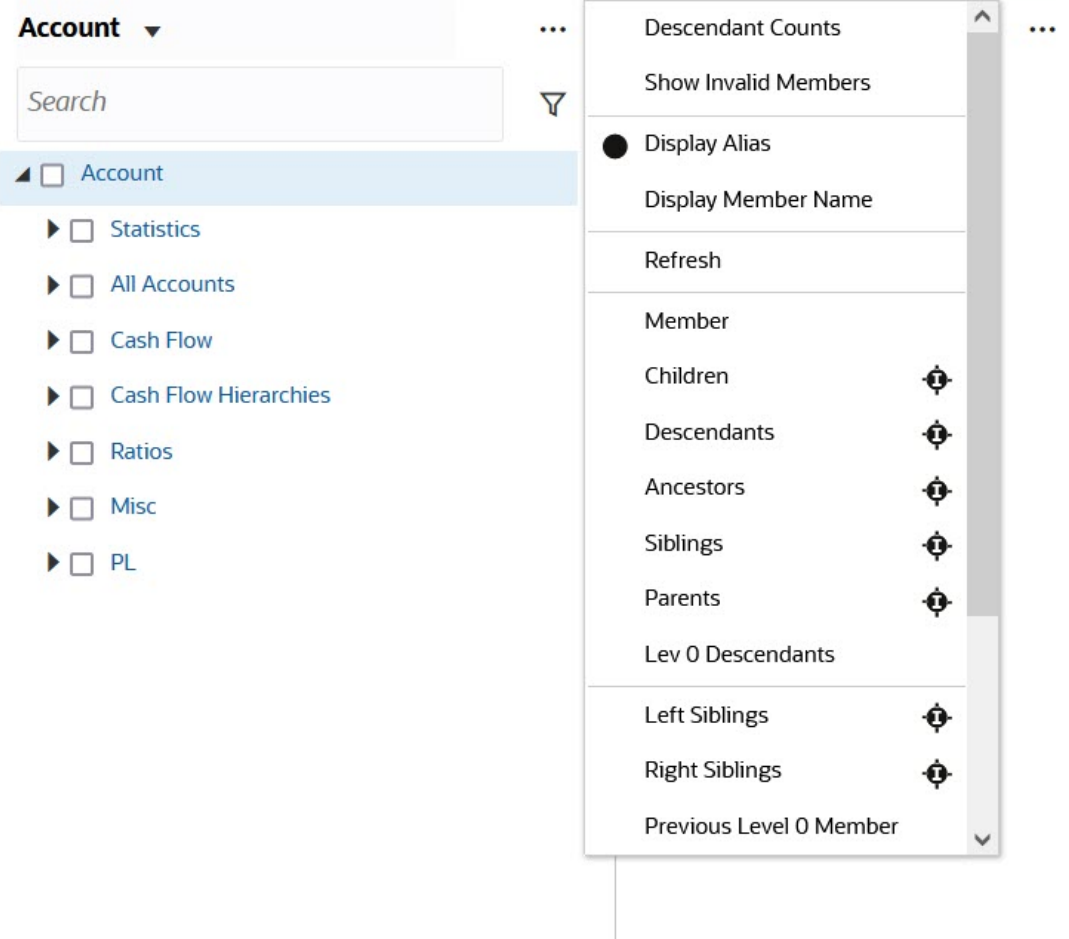 Account
Search
Account
Statistics
All Accounts
Cash Flow
Cash Flow Hierarchies
Ratios
Misc
PL
Descendant Counts
Show Invalid Members
Display Alias
Display Member Name
Refresh
Member
Children
Descendants
Ancestors
Siblings
Parents
Lev 0 Descendants
Left Siblings
Right Siblings
Previous Level 0 Member